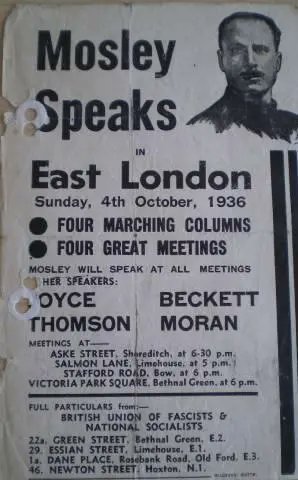 Mosley
Speaks
IN
East London
Sunday, 4th October, 1936
FOUR MARCHING COLUMNS
FOUR GREAT MEETINGS
MOSLEY WILL SPEAK AT ALL MEETINGS
HER SPEAKERS:
OYCE BECKETT
THOMSON MORAN
MEETINGS AT—
ASKE STREET, Shoreditch, at 6-30 p.m.
SALMON LANE, Limehouse, at 5 p.m.
STAFFORD ROAD, Bow, at 6 p.m.
VICTORIA PARK SQUARE, Bethnal Green, at 6 p.m.
FULL PARTICULARS from:—
BRITISH UNION OF FASCISTS &
NATIONAL SOCIALISTS
22a. GREEN STREET, Bethnal Green, E.2.
29. ESSIAN STREET, Limehouse, E.1.
1a. DANE PLACE, Rosebank Road, Old Ford, E.3.
46. NEWTON STREET, Hoxton, N.1.